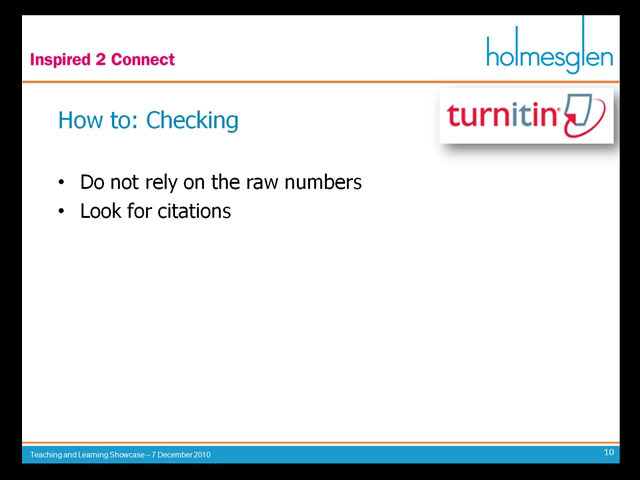 Inspired 2 Connect
holmesglen
How to: Checking
turnitin®
• Do not rely on the raw numbers
• Look for citations
Teaching and Learning Showcase – 7 December 2010
10